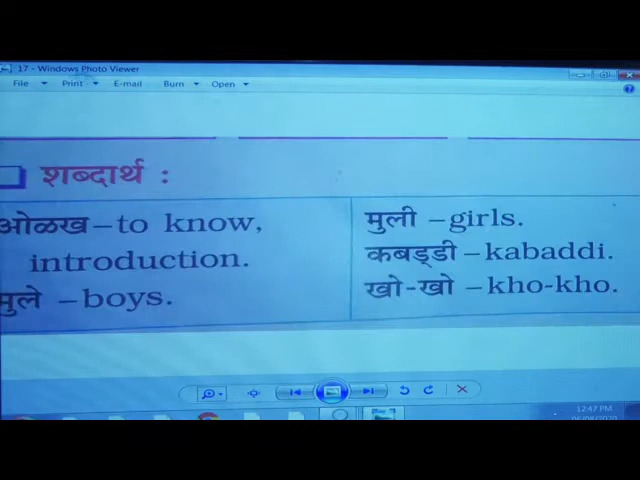 17 - Windows Photo Viewer
File Print E-mail Burn Open
शब्दार्थ :
ओळख – to know,
introduction.
मुले – boys.
मुली – girls.
कबड्डी – kabaddi.
खो-खो – kho-kho.
12:47 PM